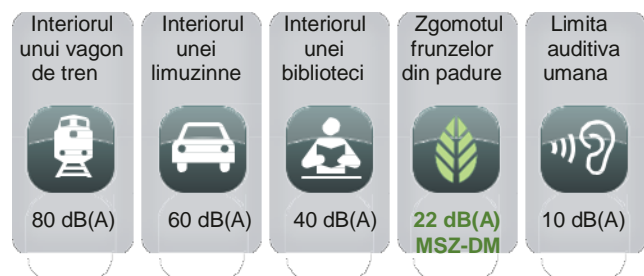 Interiorul
unui vagon
de tren
80 dB(A)
Interiorul
unei
limuzinne
60 dB(A)
Interiorul
unei
biblioteci
40 dB(A)
Zgomotul
frunzelor
din padure
22 dB(A)
MSZ-DM
Limita
auditiva
umana
10 dB(A)